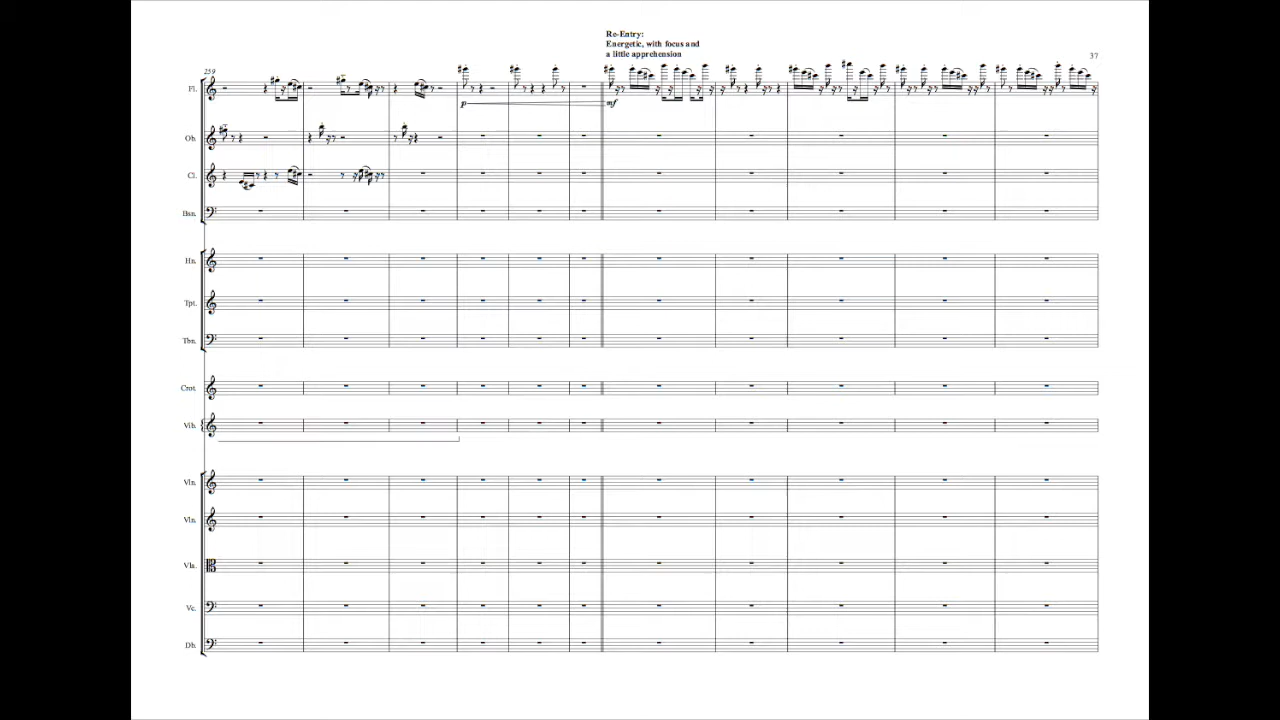 Re-Entry:
Energetic, with focus and
a little apprehension
37
259
Fl.
p
mf
Ob.
Cl.
Bsn.
Hn.
Tpt.
Tbn.
Crot.
Vib.
Vln.
Vln.
Vla.
Vc.
Db.